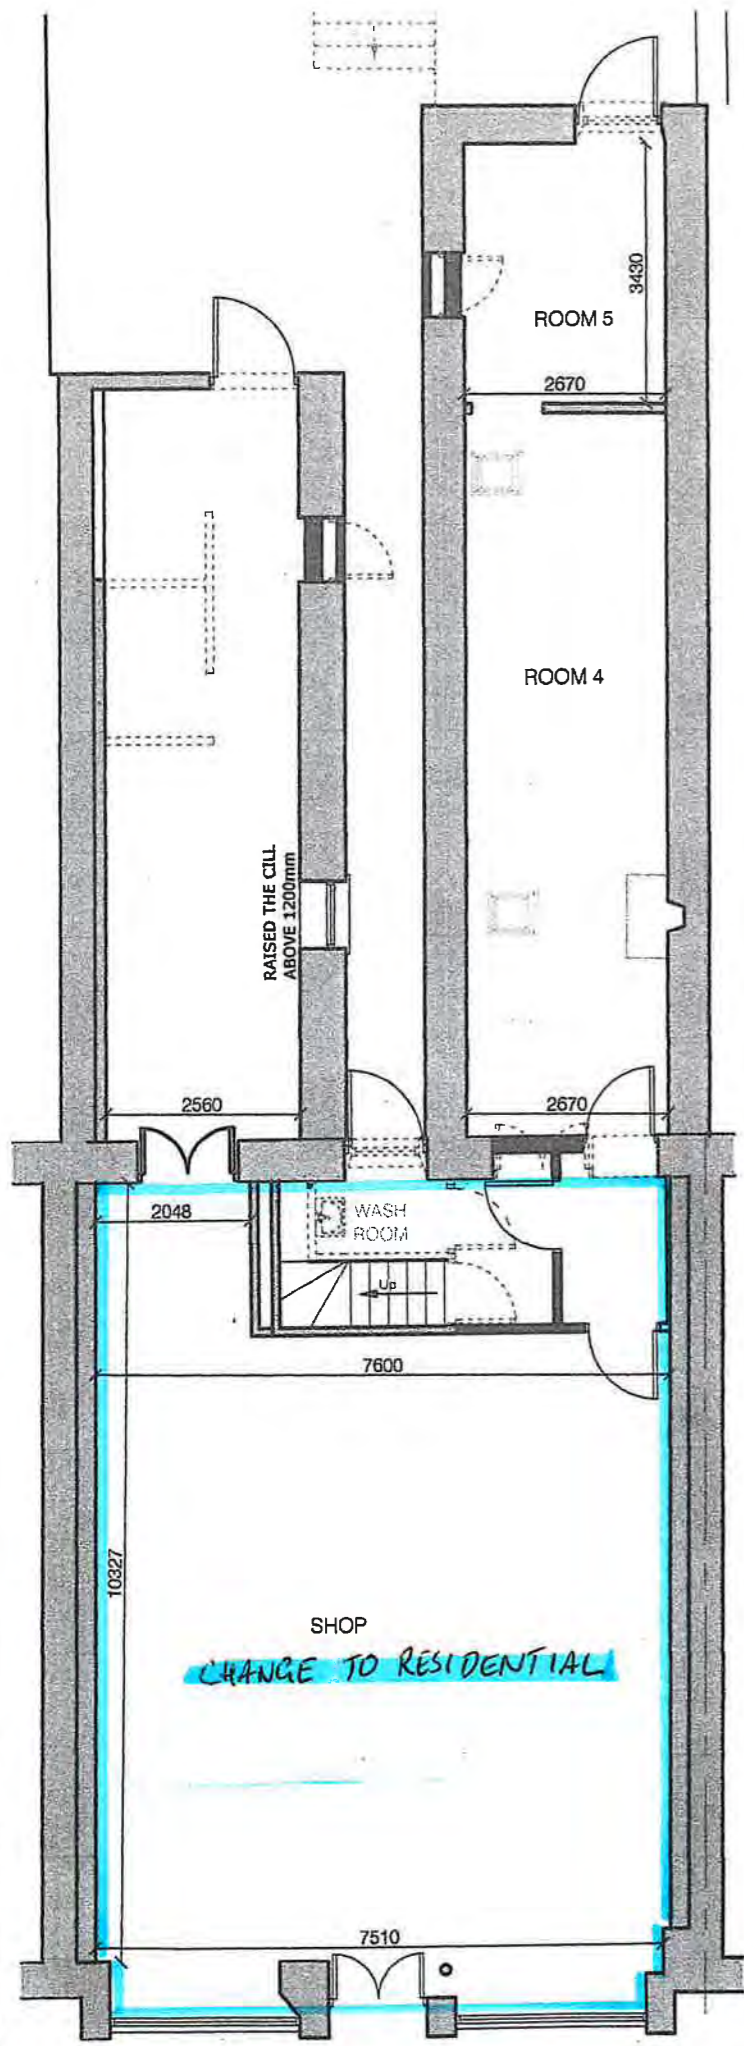 3430
ROOM 5
2670
ROOM 4
RAISED THE CILL
ABOVE 1200mm
2560
2670
2048
WASH
ROOM
Up
7600
10327
SHOP
CHANGE TO RESIDENTIAL
7510